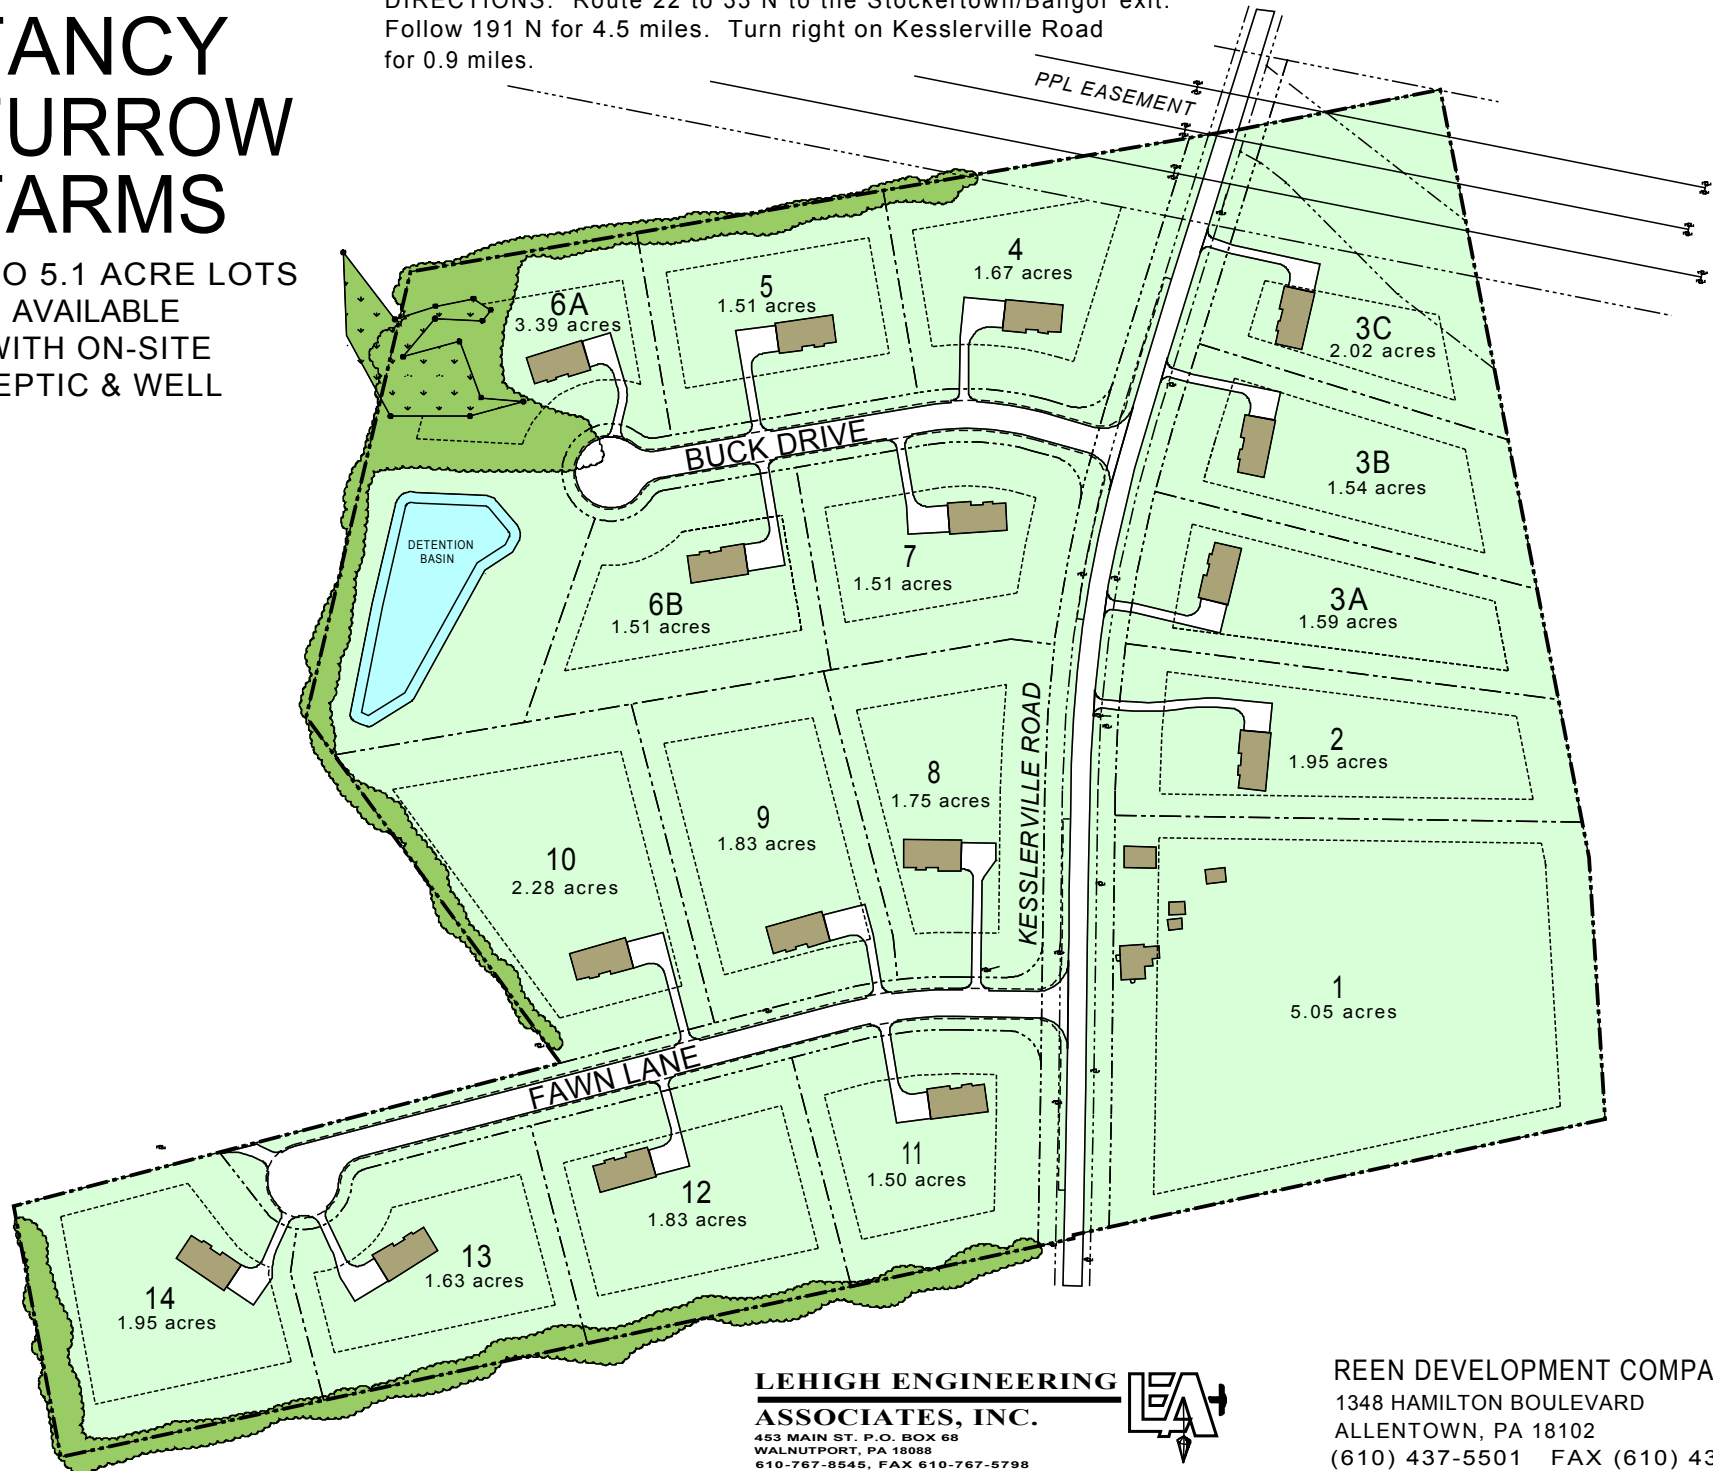 TANCY
FURROW
FARMS
O 5.1 ACRE LOTS
AVAILABLE
WITH ON-SITE
EPTIC & WELL
DIRECTIONS: Route 22 to 33 N to the Stockertown/Bangor exit.
Follow 191 N for 4.5 miles. Turn right on Kesslerville Road
for 0.9 miles.
PPL EASEMENT
4
1.67 acres
5
1.51 acres
6A
3.39 acres
3C
2.02 acres
BUCK DRIVE
3B
1.54 acres
DETENTION
BASIN
7
1.51 acres
6B
1.51 acres
3A
1.59 acres
KESSLERVILLE ROAD
2
1.95 acres
8
1.75 acres
9
1.83 acres
10
2.28 acres
1
5.05 acres
FAWN LANE
11
1.50 acres
12
1.83 acres
13
1.63 acres
14
1.95 acres
LEHIGH ENGINEERING
ASSOCIATES, INC.
453 MAIN ST. P.O. BOX 68
WALNUTPORT, PA 18088
610-767-8545, FAX 610-767-5798
LEA
REEN DEVELOPMENT COMPA
1348 HAMILTON BOULEVARD
ALLENTOWN, PA 18102
(610) 437-5501 FAX (610) 43